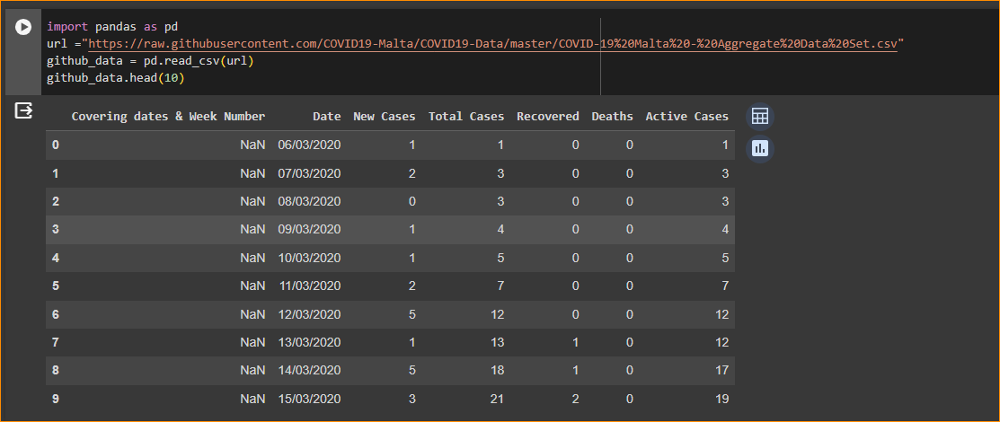 import pandas as pd
url ="https://raw.githubusercontent.com/COVID19-Malta/COVID19-Data/master/COVID-19%20Malta%20-%20Aggregate%20Data%20Set.csv"
github_data = pd.read_csv(url)
github_data.head(10)
Covering dates & Week Number Date New Cases Total Cases Recovered Deaths Active Cases
0 NaN 06/03/2020 1 1 0 0 1
1 NaN 07/03/2020 2 3 0 0 3
2 NaN 08/03/2020 0 3 0 0 3
3 NaN 09/03/2020 1 4 0 0 4
4 NaN 10/03/2020 1 5 0 0 5
5 NaN 11/03/2020 2 7 0 0 7
6 NaN 12/03/2020 5 12 0 0 12
7 NaN 13/03/2020 1 13 1 0 12
8 NaN 14/03/2020 5 18 1 0 17
9 NaN 15/03/2020 3 21 2 0 19